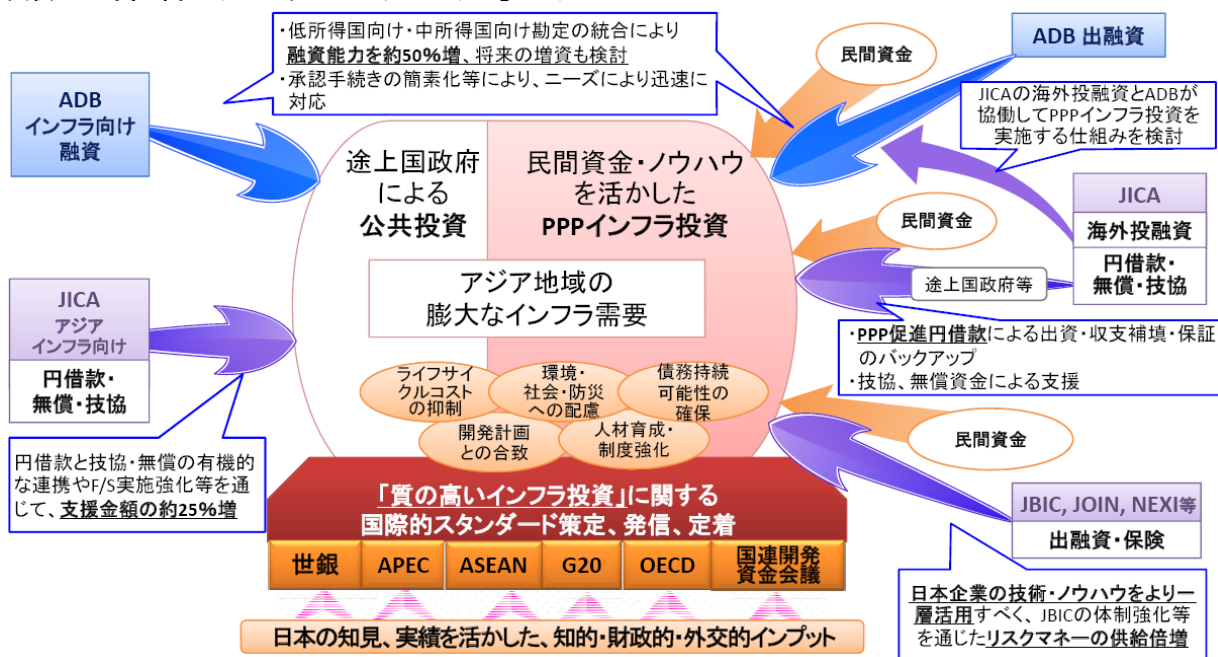 ・低所得国向け・中所得国向け勘定の統合により
融資能力を約50%増、将来の増資も検討
・承認手続きの簡素化等により、ニーズにより迅速に
対応
民間資金
ADB 出融資
ADB
インフラ向け
融資
JICAの海外投融資とADBが
協働してPPPインフラ投資を
実施する仕組みを検討
途上国政府
による
公共投資
民間資金・ノウハウ
を活かした
PPPインフラ投資
民間資金
JICA
海外投融資
円借款・
無償・技協
途上国政府等
アジア地域の
膨大なインフラ需要
JICA
アジア
インフラ向け
円借款・
無償・技協
・PPP促進円借款による出資・収支補填・保証
のバックアップ
・技協、無償資金による支援
ライフサイ
クルコスト
の抑制
環境・
社会・防災
への配慮
債務持続
可能性の
確保
開発計画
との合致
人材育成・
制度強化
民間資金
円借款と技協・無償の有機的
な連携やF/S実施強化等を通
じて、支援金額の約25%増
「質の高いインフラ投資」に関する
国際的スタンダード策定、発信、定着
JBIC, JOIN, NEXI等
出融資・保険
世銀
APEC
ASEAN
G20
OECD
国連開発
資金会議
日本企業の技術・ノウハウをより一
層活用すべく、JBICの体制強化等
を通じたリスクマネーの供給倍増
日本の知見、実績を活かした、知的・財政的・外交的インプット